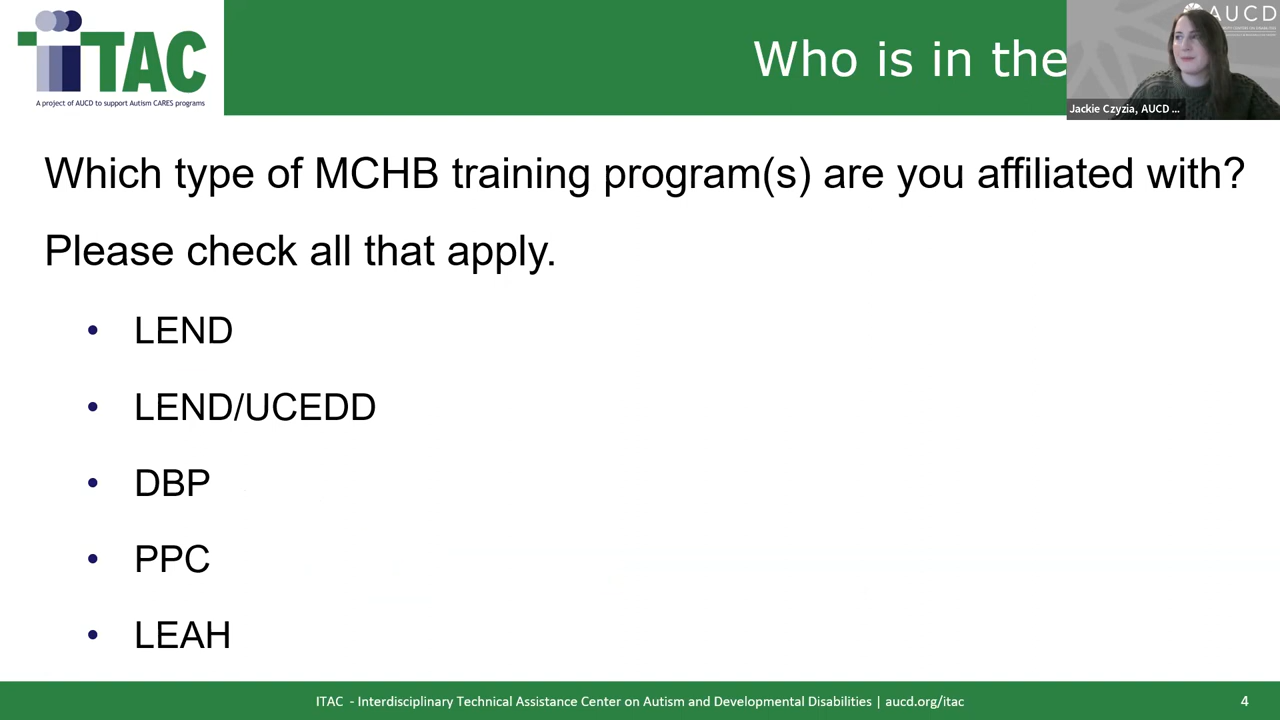 iTAC
A project of AUCD to support Autism CARES programs
Who is in the
AUCD
Jackie Czyzia, AUCD ...
Which type of MCHB training program(s) are you affiliated with?
Please check all that apply.
• LEND
• LEND/UCEDD
• DBP
• PPC
• LEAH
ITAC - Interdisciplinary Technical Assistance Center on Autism and Developmental Disabilities | aucd.org/itac
4